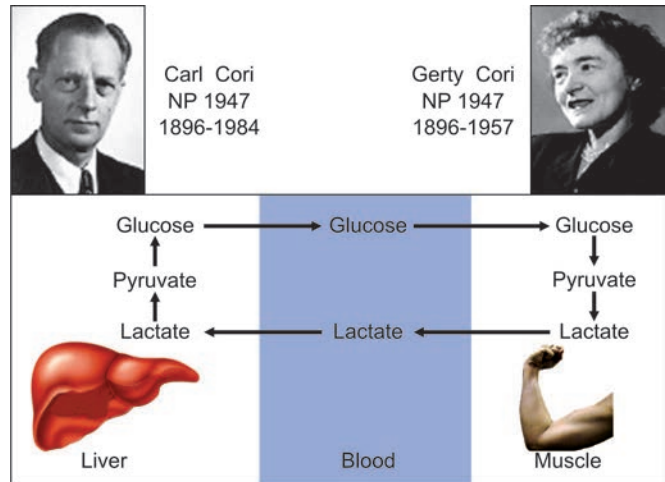 Carl Cori
NP 1947
1896-1984
Gerty Cori
NP 1947
1896-1957
Glucose
Glucose
Glucose
Pyruvate
Pyruvate
Lactate
Lactate
Lactate
Liver
Blood
Muscle